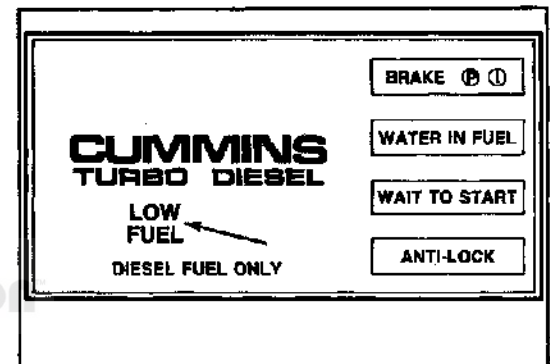 BRAKE (P) (!)
CUMMINS
TURBO DIESEL
LOW
FUEL
DIESEL FUEL ONLY
WATER IN FUEL
WAIT TO START
ANTI-LOCK